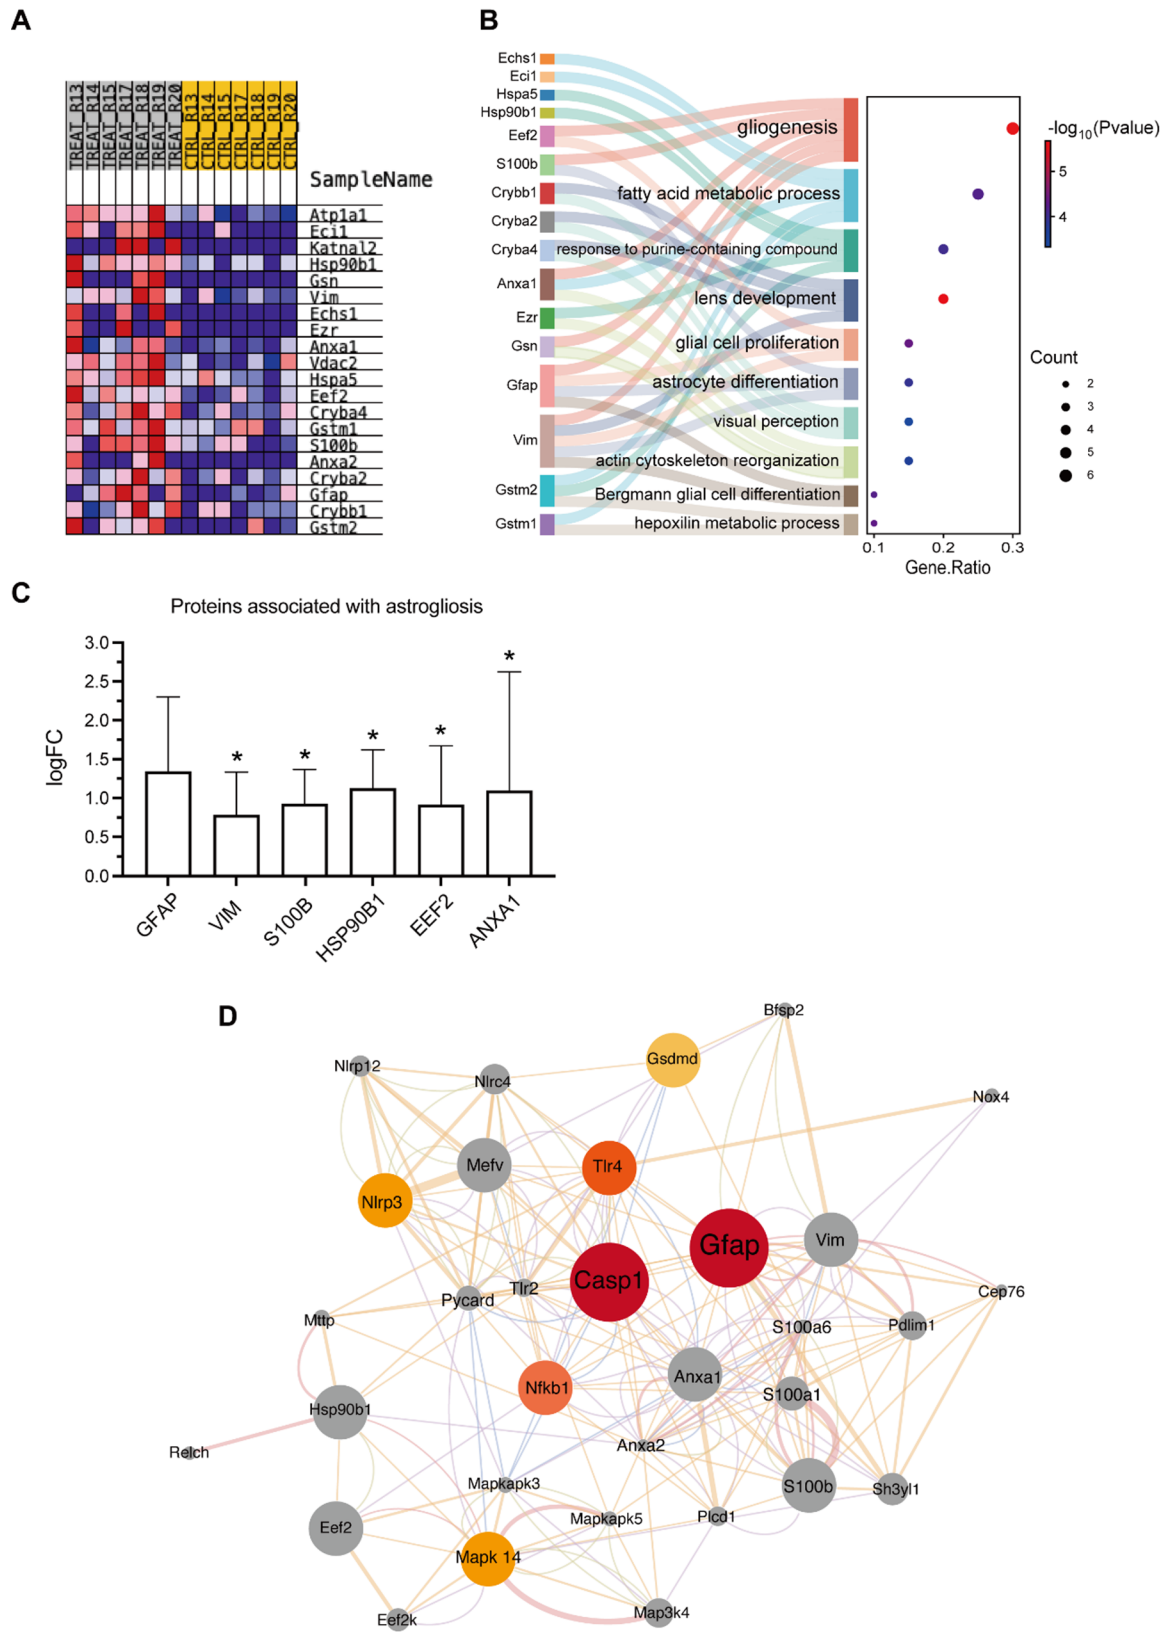 A
TREAT_R13
TREAT_R14
TREAT_R15
TREAT_R17
TREAT_R18
TREAT_R19
TREAT_R20
CTRL_R13
CTRL_R14
CTRL_R15
CTRL_R17
CTRL_R18
CTRL_R19
CTRL_R20
SampleName
Atp1a1
Eci1
Katnal2
Hsp90b1
Gsn
Vim
Echs1
Ezr
Anxa1
Vdac2
Hspa5
Eef2
Cryba4
Gstm1
S100b
Anxa2
Cryba2
Gfap
Crybb1
Gstm2
B
Echs1
Eci1
Hspa5
Hsp90b1
Eef2
S100b
Crybb1
Cryba2
Cryba4
Anxa1
Ezr
Gsn
Gfap
Vim
Gstm2
Gstm1
gliogenesis
fatty acid metabolic process
response to purine-containing compound
lens development
glial cell proliferation
astrocyte differentiation
visual perception
actin cytoskeleton reorganization
Bergmann glial cell differentiation
hepoxilin metabolic process
0.1 0.2 0.3
Gene.Ratio
-log10(Pvalue)
5
4
Count
2
3
4
5
6
C
Proteins associated with astrogliosis
logFC
3.0
2.5
2.0
1.5
1.0
0.5
0.0
* * * * *
GFAP
VIM
S100B
HSP90B1
EEF2
ANXA1
D
Bfsp2
Gsdmd
Nlrp12
Nlrc4
Nox4
Mefv
Tlr4
Nlrp3
Gfap
Vim
Casp1
Tlr2
Pycard
Cep76
Mttp
S100a6
Pdlim1
Anxa1
Nfkb1
S100a1
Hsp90b1
Anxa2
Relch
Mapkapk3
S100b
Sh3yl1
Mapkapk5
Plcd1
Eef2
Mapk 14
Map3k4
Eef2k